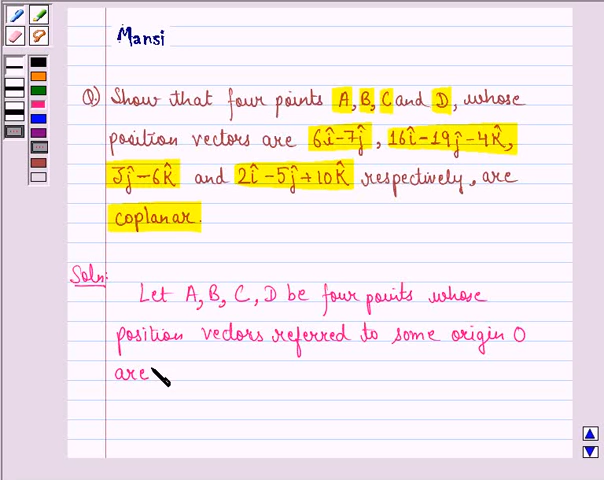 Mansi
Q.) Show that four points A, B, C and D, whose
position vectors are 6î-7ĵ, 16î-19ĵ-4k̂,
3ĵ-6k̂ and 2î-5ĵ+10k̂ respectively, are
coplanar.
Soln:
Let A, B, C, D be four points whose
position vectors referred to some origin O
are